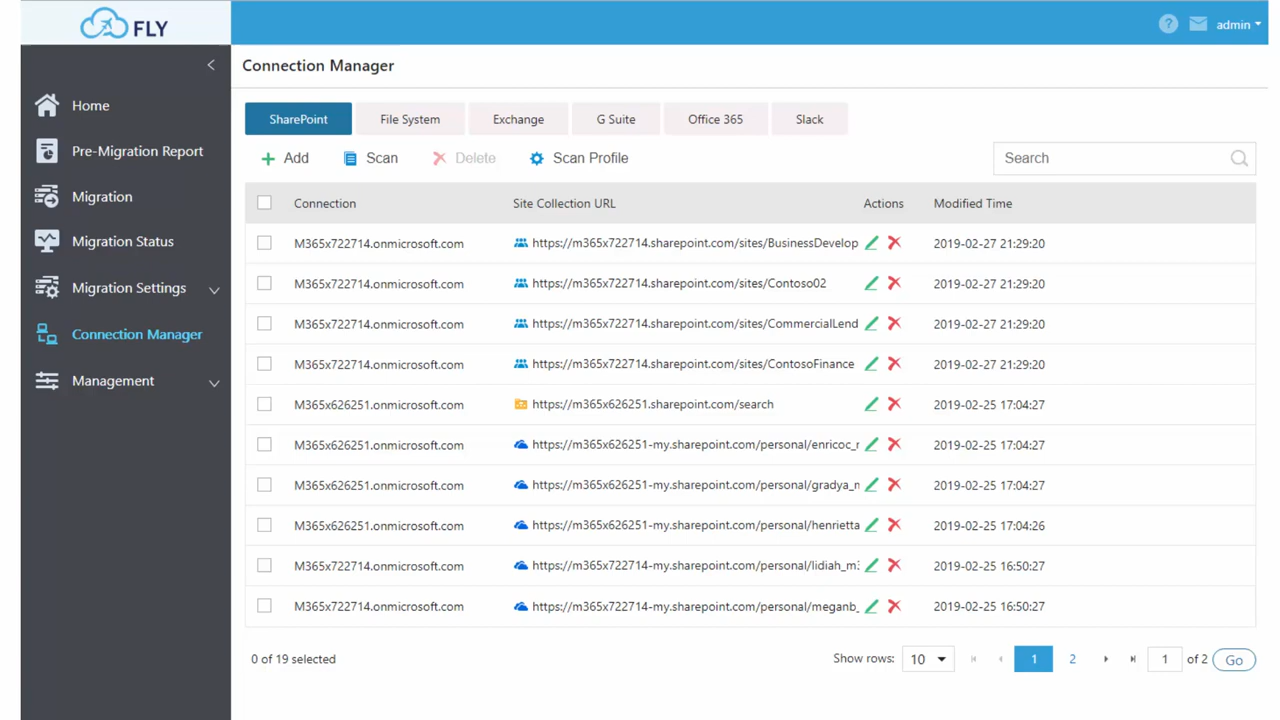 FLY
? admin
Connection Manager
Home
Pre-Migration Report
Migration
Migration Status
Migration Settings
Connection Manager
Management
SharePoint File System Exchange G Suite Office 365 Slack
Add Scan Delete Scan Profile Search
Connection Site Collection URL Actions Modified Time
M365x722714.onmicrosoft.com https://m365x722714.sharepoint.com/sites/BusinessDevelop 2019-02-27 21:29:20
M365x722714.onmicrosoft.com https://m365x722714.sharepoint.com/sites/Contoso02 2019-02-27 21:29:20
M365x722714.onmicrosoft.com https://m365x722714.sharepoint.com/sites/CommercialLend 2019-02-27 21:29:20
M365x722714.onmicrosoft.com https://m365x722714.sharepoint.com/sites/ContosoFinance 2019-02-27 21:29:20
M365x626251.onmicrosoft.com https://m365x626251.sharepoint.com/search 2019-02-25 17:04:27
M365x626251.onmicrosoft.com https://m365x626251-my.sharepoint.com/personal/enricoc_r 2019-02-25 17:04:27
M365x626251.onmicrosoft.com https://m365x626251-my.sharepoint.com/personal/gradya_n 2019-02-25 17:04:27
M365x626251.onmicrosoft.com https://m365x626251-my.sharepoint.com/personal/henrietta 2019-02-25 17:04:26
M365x722714.onmicrosoft.com https://m365x722714-my.sharepoint.com/personal/lidiah_m3 2019-02-25 16:50:27
M365x722714.onmicrosoft.com https://m365x722714-my.sharepoint.com/personal/meganb_ 2019-02-25 16:50:27
0 of 19 selected Show rows: 10 1 2 1 of 2 Go